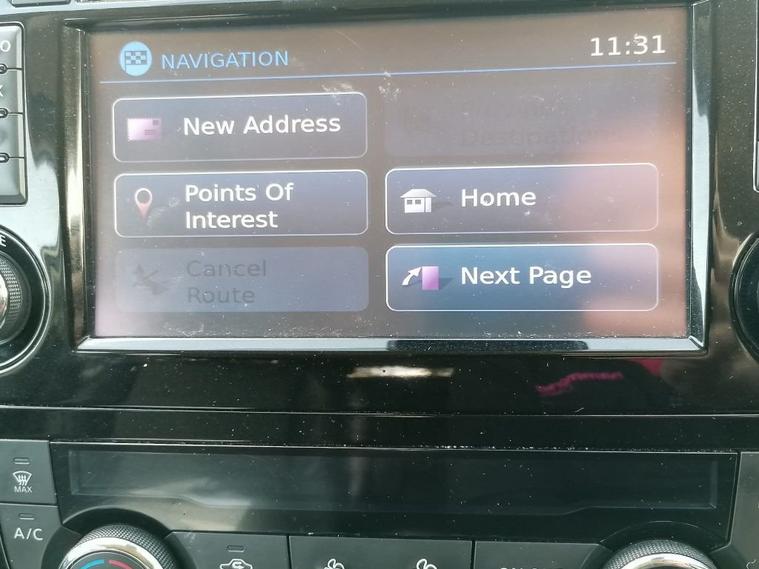 NAVIGATION
11:31
New Address
Points Of
Interest
Home
Cancel
Route
Next Page
MAX
A/C